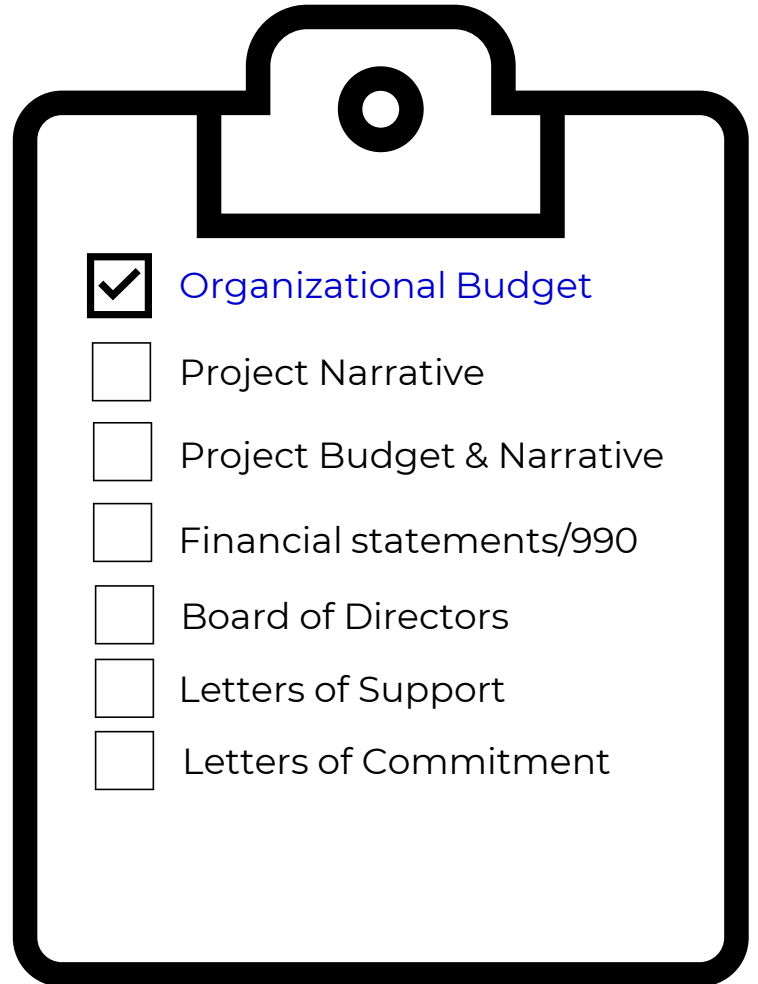 Organizational Budget
Project Narrative
Project Budget & Narrative
Financial statements/990
Board of Directors
Letters of Support
Letters of Commitment